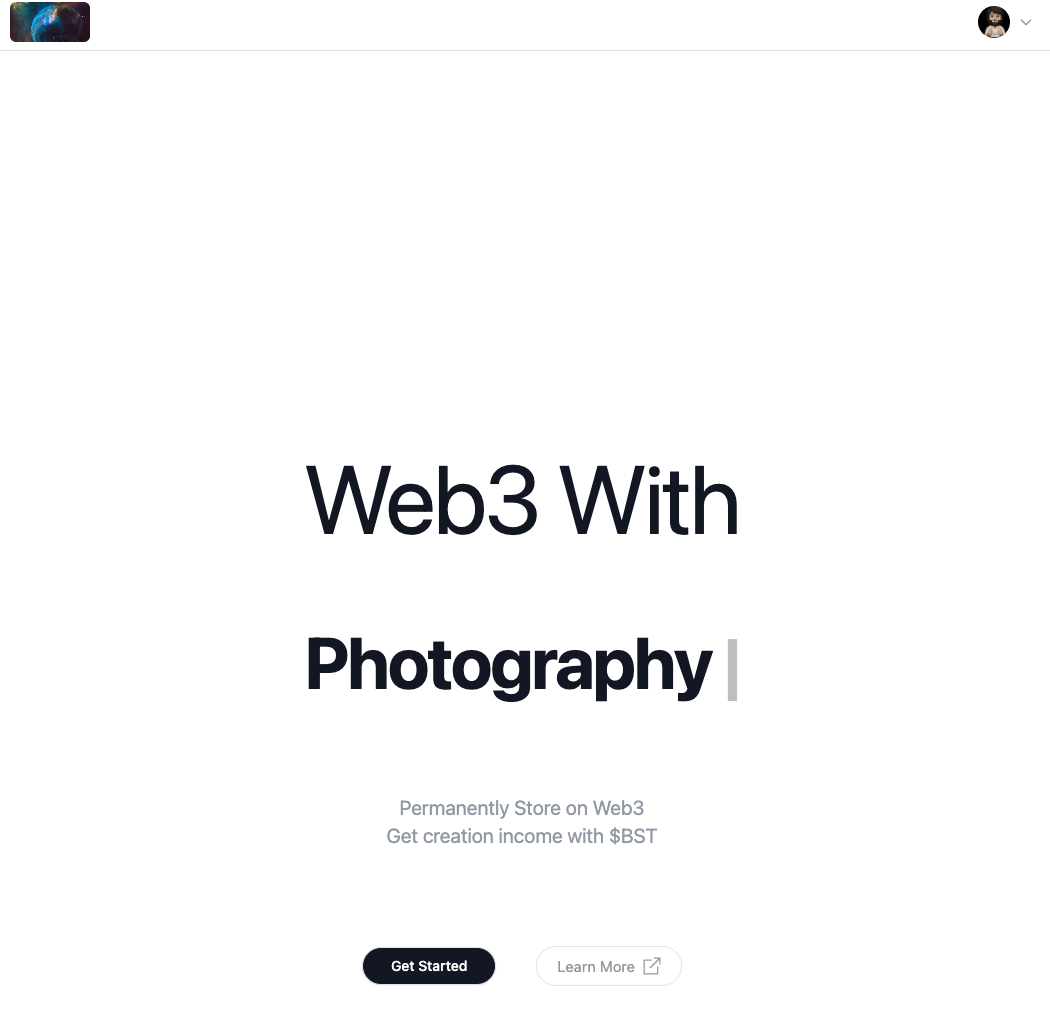 Web3 With
Photography
Permanently Store on Web3
Get creation income with $BST
Get Started
Learn More